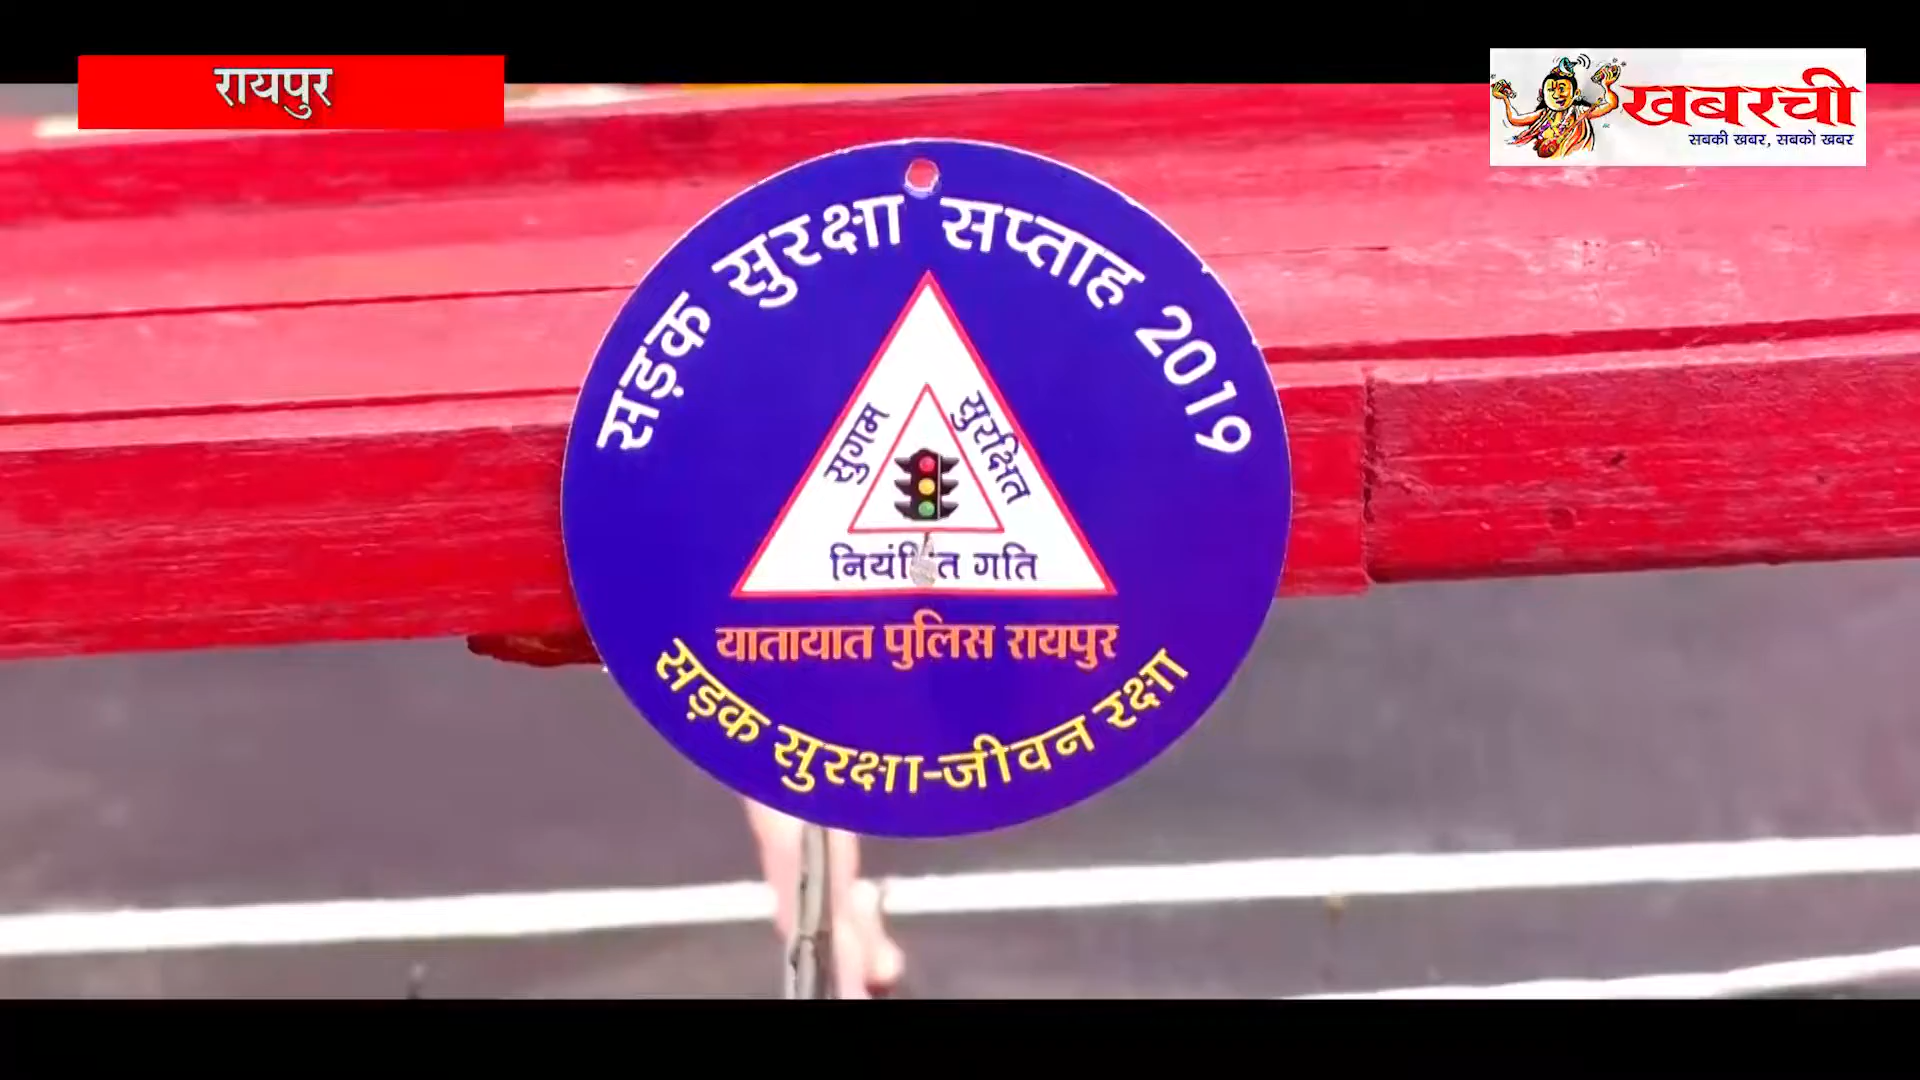 रायपुर
खबरची
सबकी खबर, सबको खबर
सड़क सुरक्षा सप्ताह 2019
सुगम
सुरक्षित
गति
यातायात पुलिस रायपुर
सड़क सुरक्षा-जीवन रक्षा